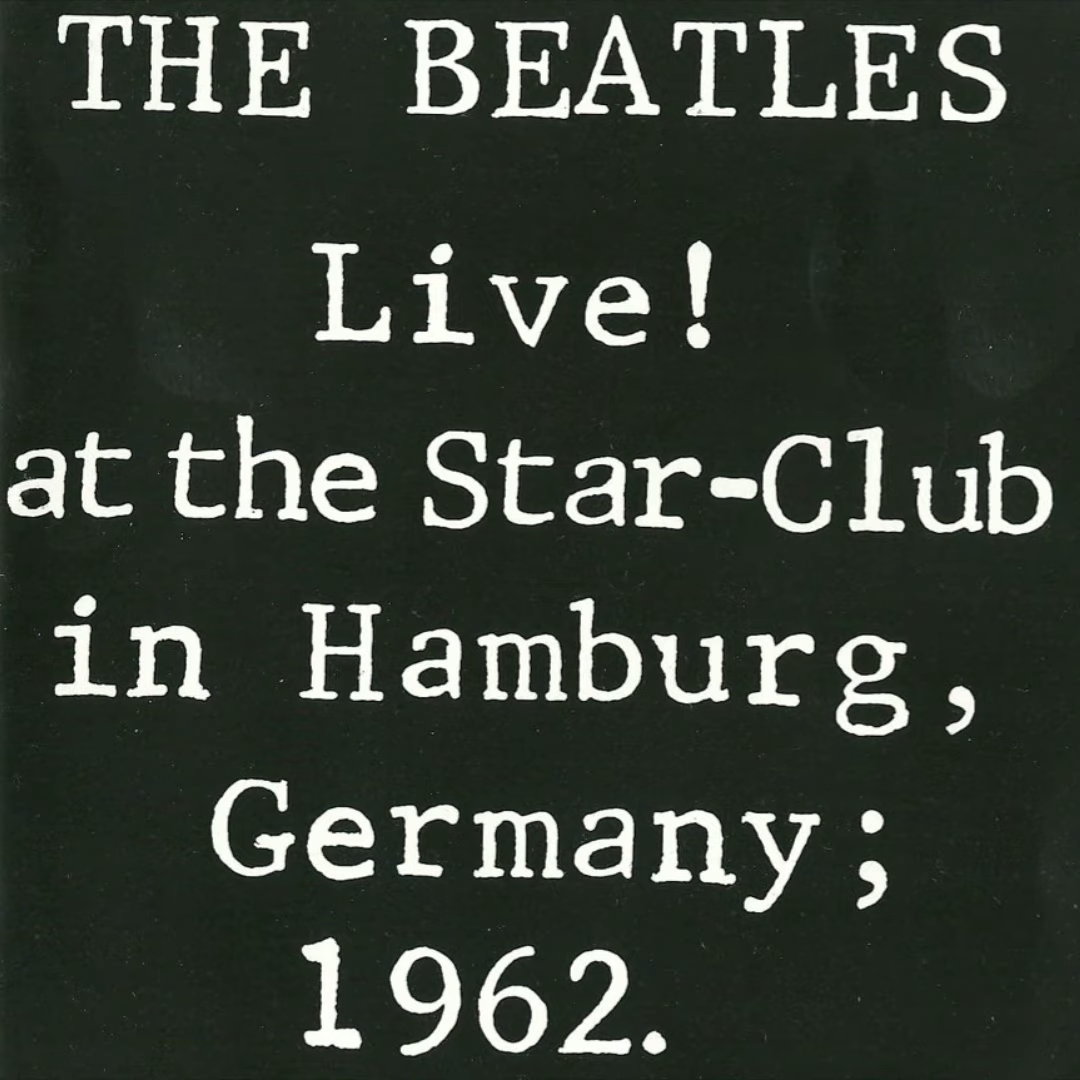 THE BEATLES
Live!
at the Star-Club
in Hamburg,
Germany;
1962.